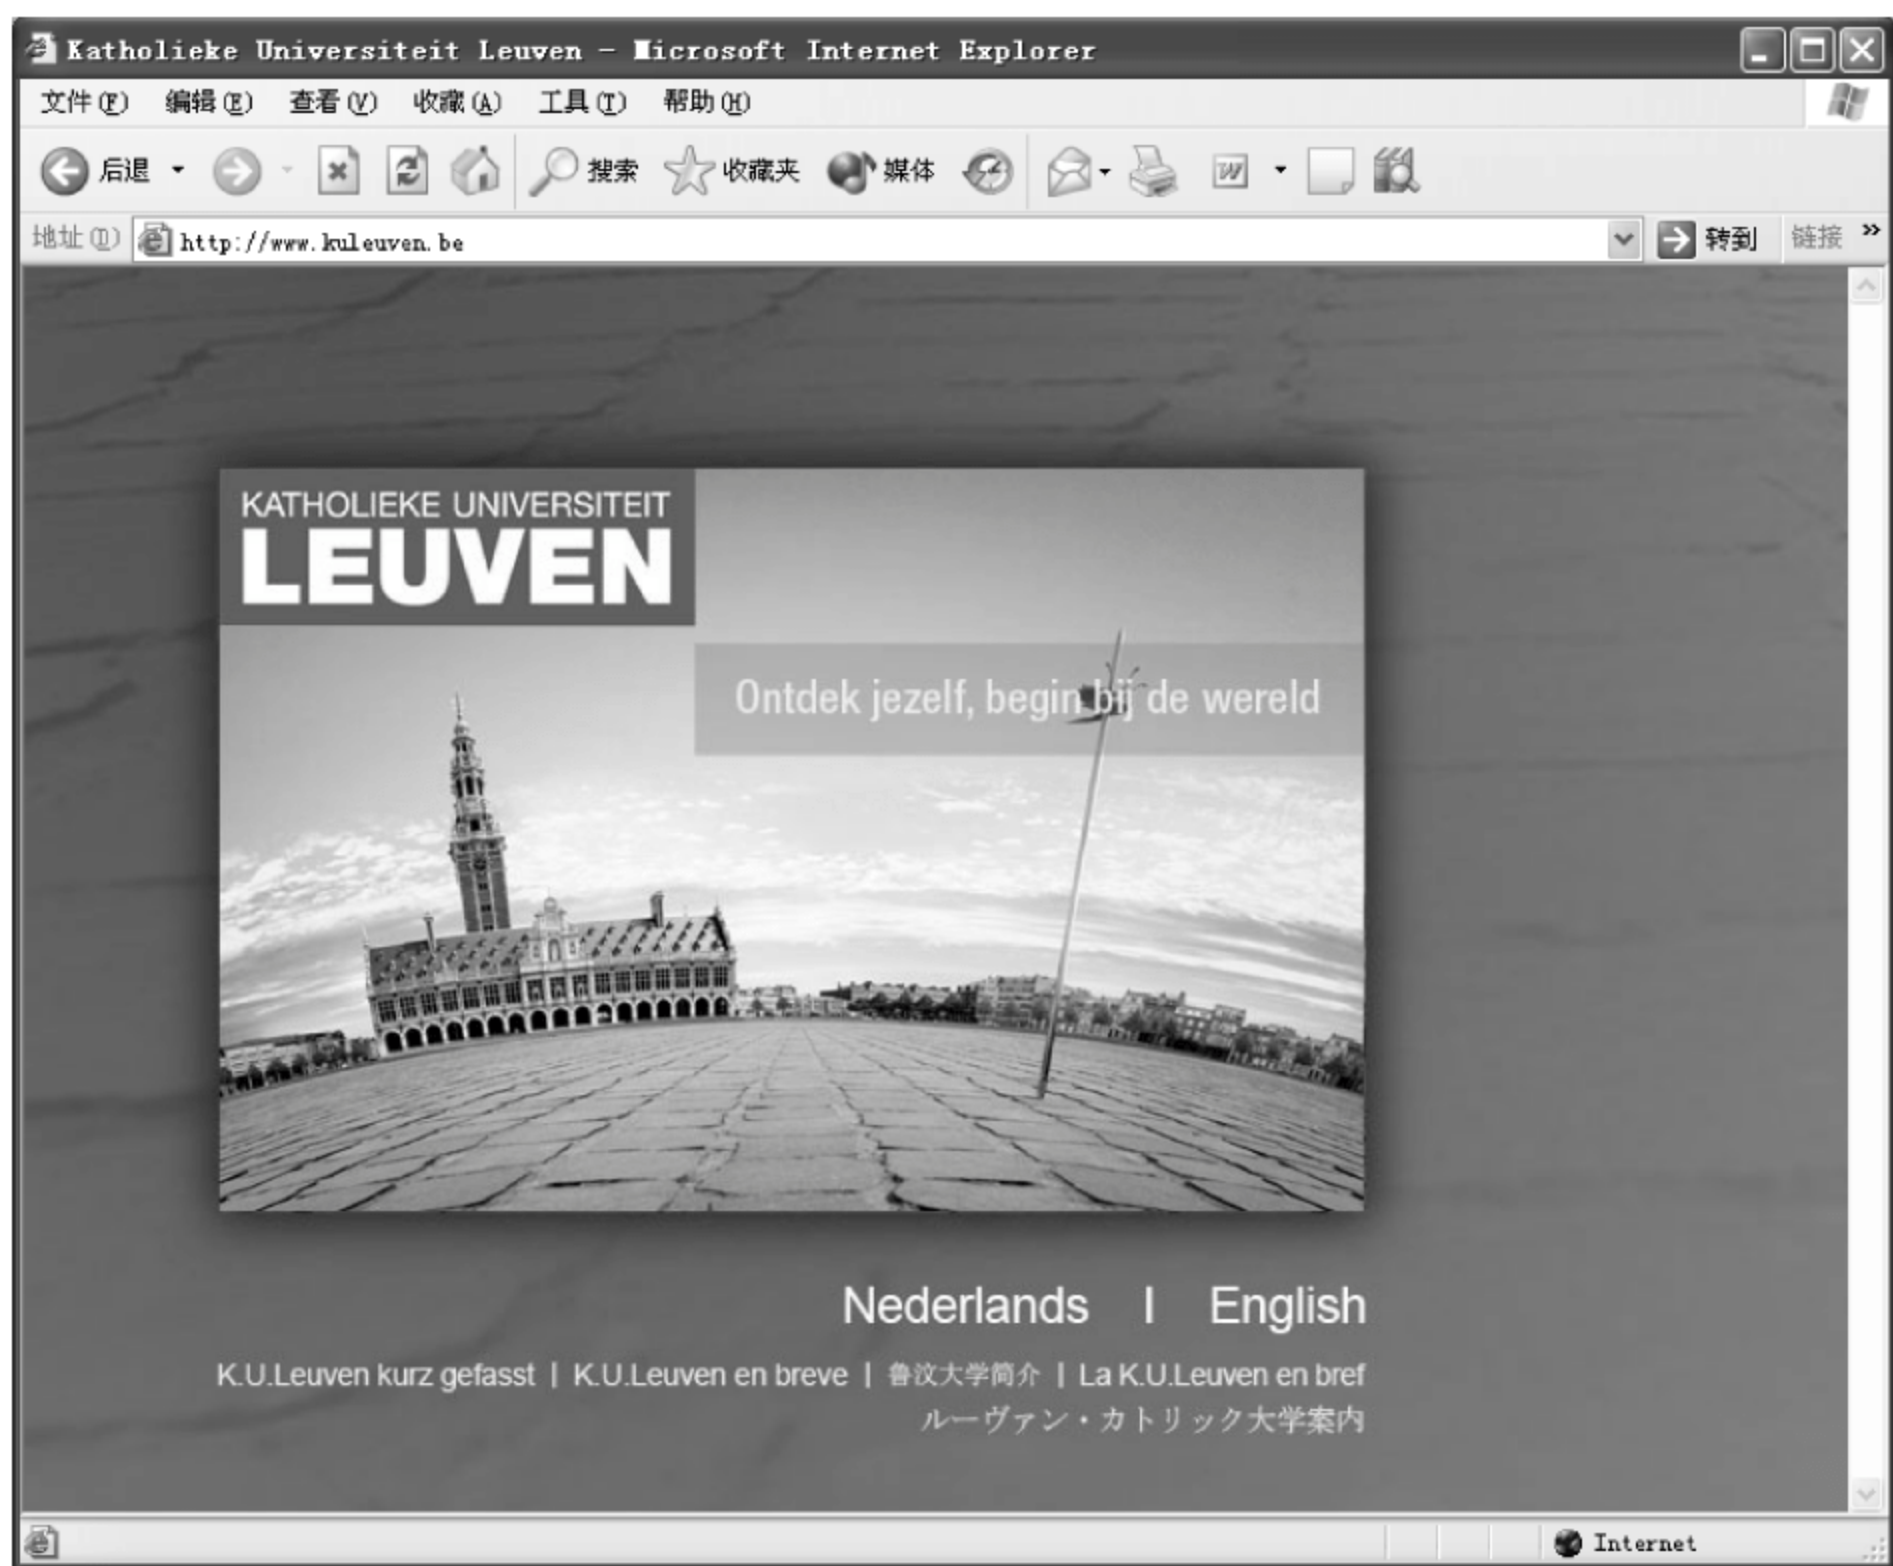 Katholieke Universiteit Leuven - Microsoft Internet Explorer
文件(F) 编辑(E) 查看(V) 收藏(A) 工具(T) 帮助(H)
后退 搜索 收藏夹 媒体
地址(D) http://www.kuleuven.be 转到 链接 »
KATHOLIEKE UNIVERSITEIT
LEUVEN
Ontdek jezelf, begin bij de wereld
Nederlands | English
K.U.Leuven kurz gefasst | K.U.Leuven en breve | 鲁汶大学简介 | La K.U.Leuven en bref
ルーヴァン・カトリック大学案内
Internet